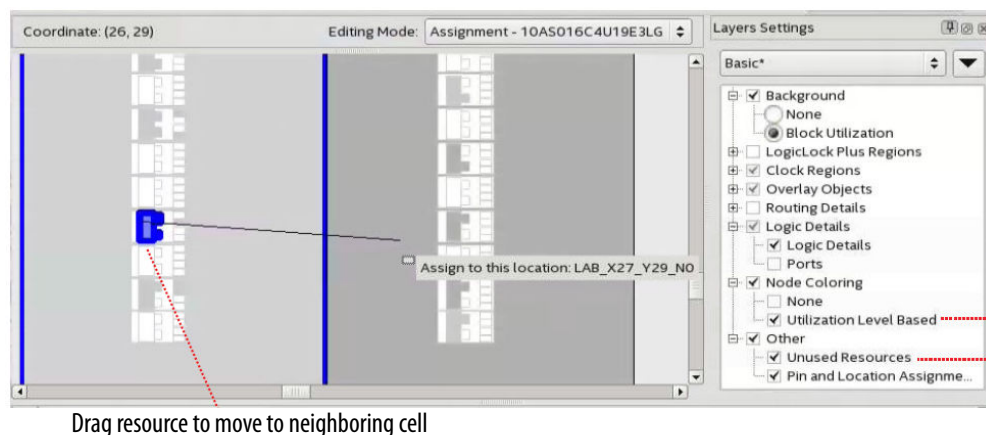 Coordinate: (26, 29)
Editing Mode: Assignment - 10AS016C4U19E3LG
Assign to this location: LAB_X27_Y29_N0
Layers Settings
Basic*
Background
None
Block Utilization
LogicLock Plus Regions
Clock Regions
Overlay Objects
Routing Details
Logic Details
Logic Details
Ports
Node Coloring
None
Utilization Level Based
Other
Unused Resources
Pin and Location Assignme...
Drag resource to move to neighboring cell